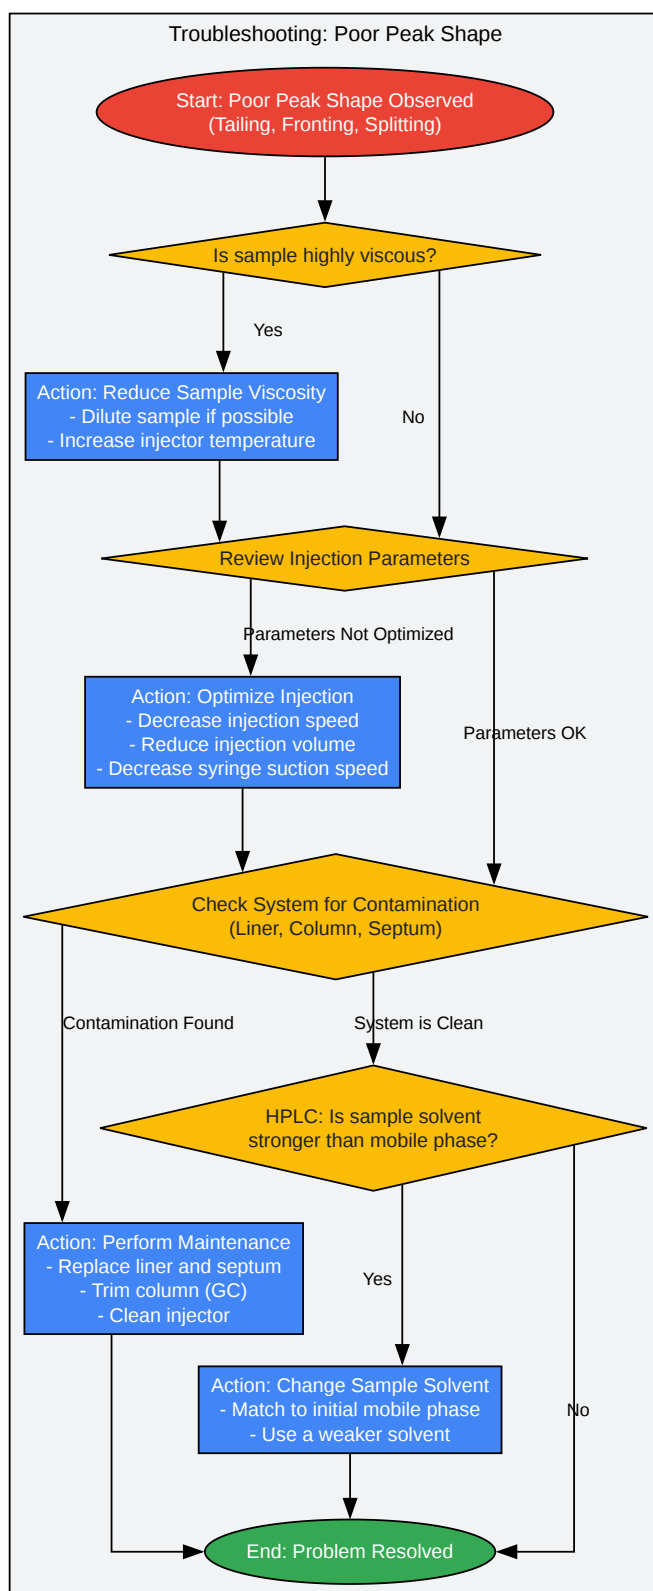 Troubleshooting: Poor Peak Shape
Start: Poor Peak Shape Observed
(Tailing, Fronting, Splitting)
Is sample highly viscous?
Yes
Action: Reduce Sample Viscosity
- Dilute sample if possible
- Increase injector temperature
No
Review Injection Parameters
Parameters Not Optimized
Action: Optimize Injection
- Decrease injection speed
- Reduce injection volume
- Decrease syringe suction speed
Parameters OK
Check System for Contamination
(Liner, Column, Septum)
Contamination Found
System is Clean
HPLC: Is sample solvent
stronger than mobile phase?
Action: Perform Maintenance
- Replace liner and septum
- Trim column (GC)
- Clean injector
Yes
Action: Change Sample Solvent
- Match to initial mobile phase
- Use a weaker solvent
No
End: Problem Resolved